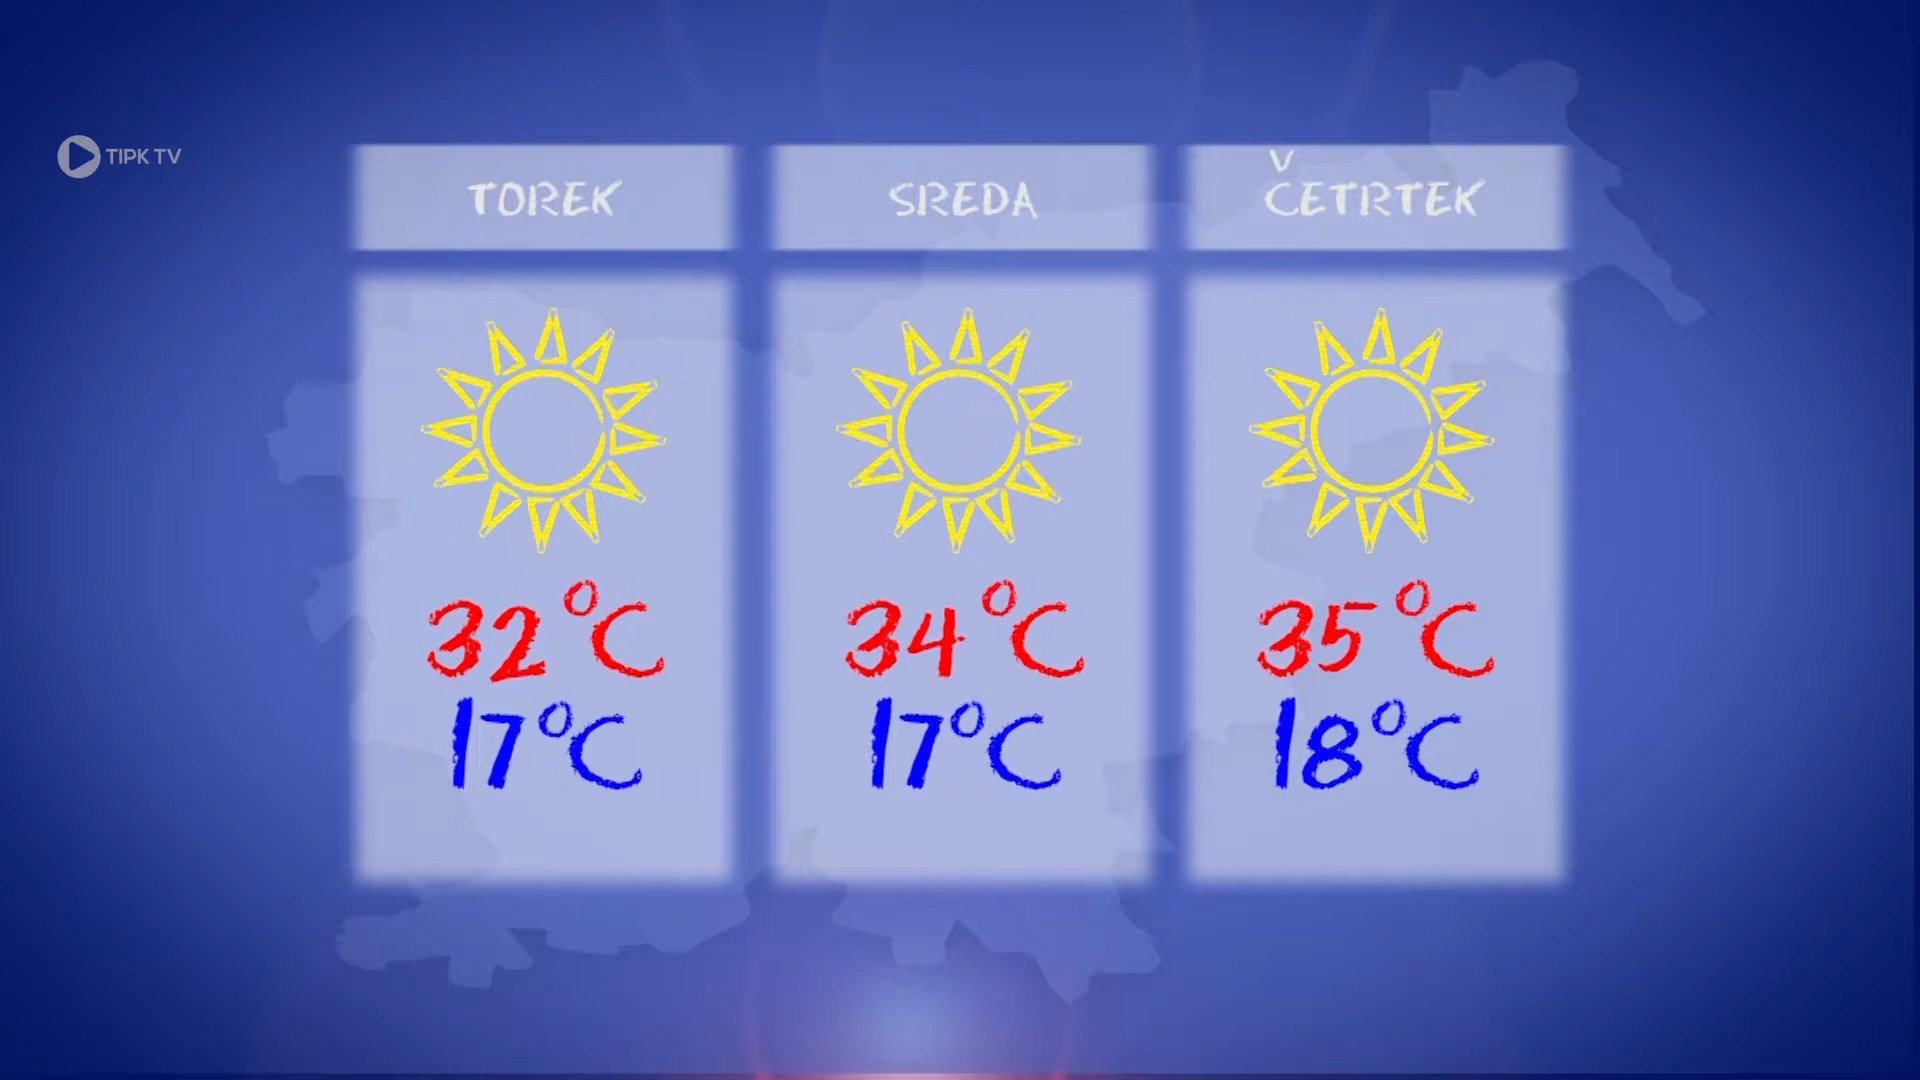 TIPK TV
TOREK
32°C
17°C
SREDA
34°C
17°C
ČETRTEK
35°C
18°C